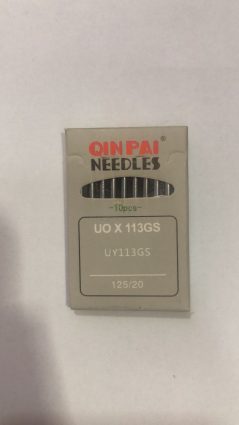 QIN PAI®
NEEDLES
-10pcs-
UO X 113GS
UY113GS
125/20